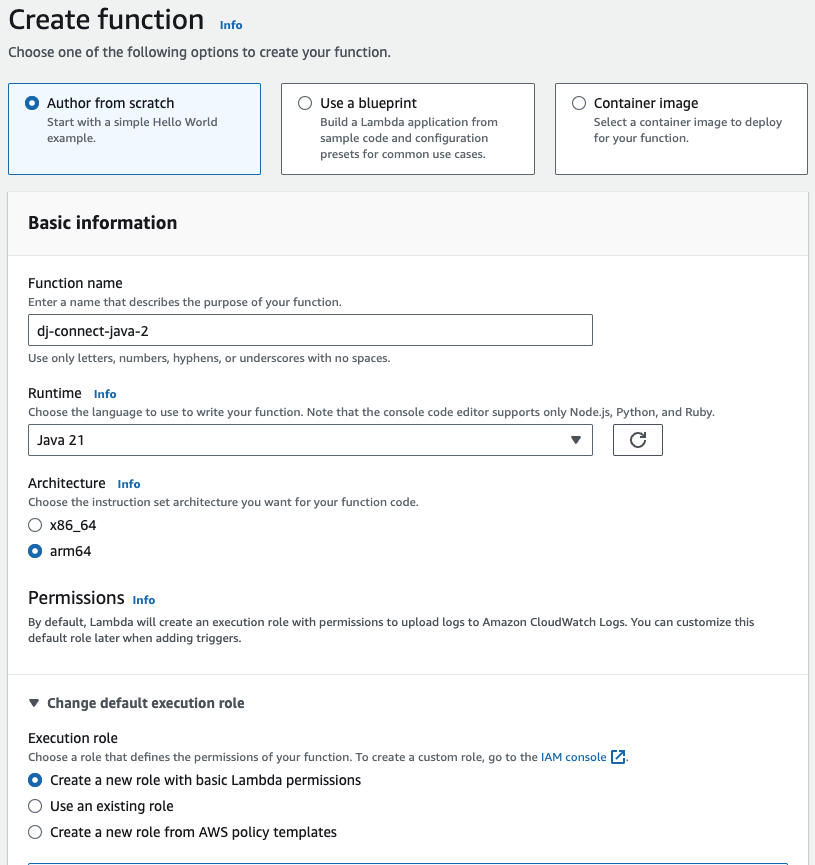 Create function Info
Choose one of the following options to create your function.
Author from scratch
Start with a simple Hello World
example.
Use a blueprint
Build a Lambda application from
sample code and configuration
presets for common use cases.
Container image
Select a container image to deploy
for your function.
Basic information
Function name
Enter a name that describes the purpose of your function.
dj-connect-java-2
Use only letters, numbers, hyphens, or underscores with no spaces.
Runtime Info
Choose the language to use to write your function. Note that the console code editor supports only Node.js, Python, and Ruby.
Java 21
Architecture Info
Choose the instruction set architecture you want for your function code.
x86_64
arm64
Permissions Info
By default, Lambda will create an execution role with permissions to upload logs to Amazon CloudWatch Logs. You can customize this
default role later when adding triggers.
Change default execution role
Execution role
Choose a role that defines the permissions of your function. To create a custom role, go to the IAM console.
Create a new role with basic Lambda permissions
Use an existing role
Create a new role from AWS policy templates